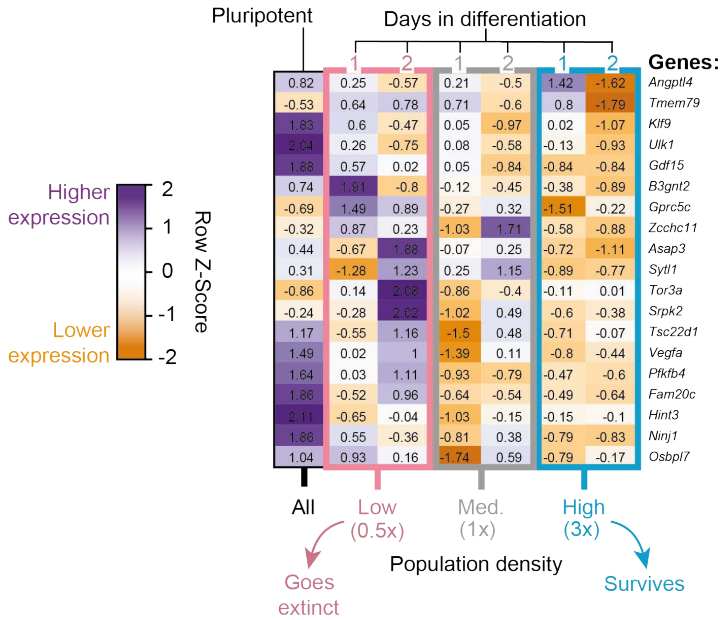 Pluripotent
Days in differentiation
1 2 1 2 1 2 Genes:
0.82 0.25 -0.57 0.21 -0.5 1.42 -1.62 Angptl4
-0.53 0.64 0.78 0.71 -0.6 0.8 -1.79 Tmem79
1.83 0.6 -0.47 0.05 -0.97 0.02 -1.07 Klf9
2.04 0.26 -0.75 0.08 -0.58 -0.13 -0.93 Ulk1
1.88 0.57 0.02 0.05 -0.84 -0.84 -0.84 Gdf15
0.74 1.91 -0.8 -0.12 -0.45 -0.38 -0.89 B3gnt2
-0.69 1.49 0.89 -0.27 0.32 -1.51 -0.22 Gprc5c
-0.32 0.87 0.23 -1.03 1.71 -0.58 -0.88 Zcchc11
0.44 -0.67 1.88 -0.07 0.25 -0.72 -1.11 Asap3
0.31 -1.28 1.23 0.25 1.15 -0.89 -0.77 Sytl1
-0.86 0.14 2.08 -0.86 -0.4 -0.11 0.01 Tor3a
-0.24 -0.28 2.02 -1.02 0.49 -0.6 -0.38 Srpk2
1.17 -0.55 1.16 -1.5 0.48 -0.71 -0.07 Tsc22d1
1.49 0.02 1 -1.39 0.11 -0.8 -0.44 Vegfa
1.64 0.03 1.11 -0.93 -0.79 -0.47 -0.6 Pfkfb4
1.86 -0.52 0.96 -0.64 -0.54 -0.49 -0.64 Fam20c
2.11 -0.65 -0.04 -1.03 -0.15 -0.15 -0.1 Hint3
1.86 0.55 -0.36 -0.81 0.38 -0.79 -0.83 Ninj1
1.04 0.93 0.16 -1.74 0.59 -0.79 -0.17 Osbpl7
Higher
expression
Lower
expression
2
1
0
-1
-2
Row Z-Score
All Low Med. High
(0.5x) (1x) (3x)
Population density
Goes
extinct
Survives